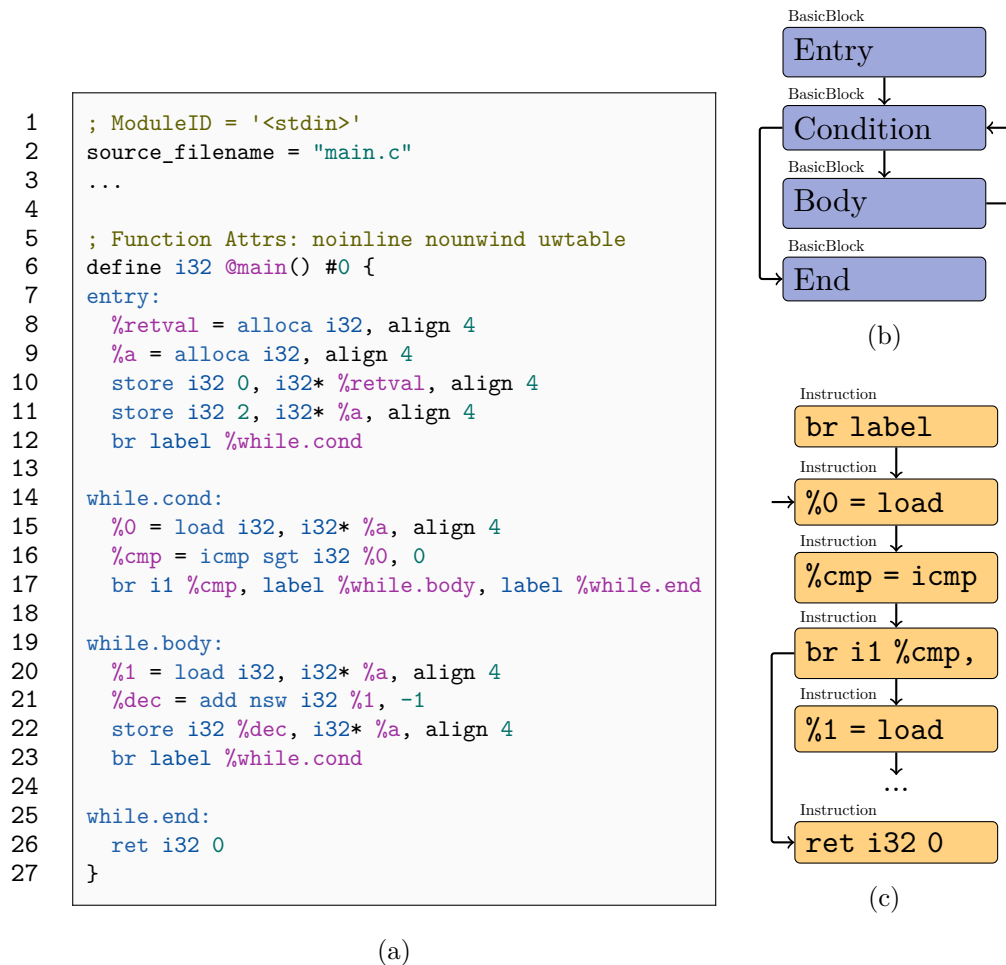 1 ; ModuleID = '<stdin>'
2 source_filename = "main.c"
3 ...
4
5 ; Function Attrs: noinline nounwind uwtable
6 define i32 @main() #0 {
7 entry:
8 %retval = alloca i32, align 4
9 %a = alloca i32, align 4
10 store i32 0, i32* %retval, align 4
11 store i32 2, i32* %a, align 4
12 br label %while.cond
13
14 while.cond:
15 %0 = load i32, i32* %a, align 4
16 %cmp = icmp sgt i32 %0, 0
17 br i1 %cmp, label %while.body, label %while.end
18
19 while.body:
20 %1 = load i32, i32* %a, align 4
21 %dec = add nsw i32 %1, -1
22 store i32 %dec, i32* %a, align 4
23 br label %while.cond
24
25 while.end:
26 ret i32 0
27 }
(a)
BasicBlock
Entry
BasicBlock
Condition
BasicBlock
Body
BasicBlock
End
(b)
Instruction
br label
Instruction
%0 = load
Instruction
%cmp = icmp
Instruction
br i1 %cmp,
Instruction
%1 = load
...
Instruction
ret i32 0
(c)